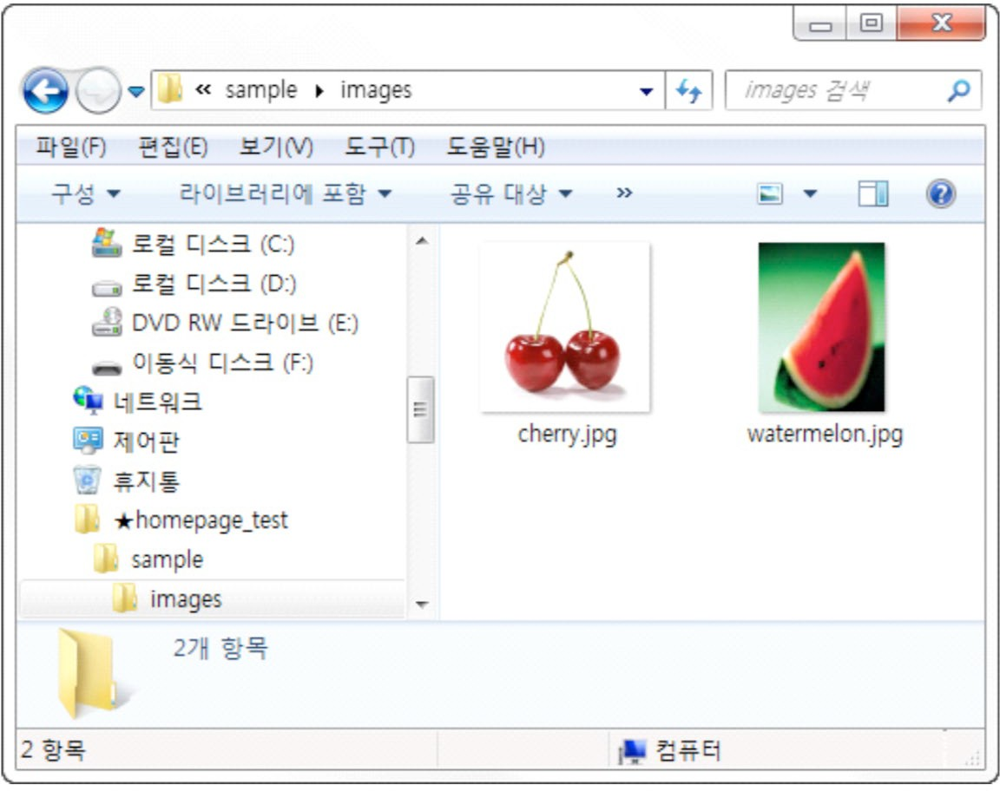 « sample ▸ images
images 검색
파일(F) 편집(E) 보기(V) 도구(T) 도움말(H)
구성 라이브러리에 포함 공유 대상 »
로컬 디스크 (C:)
로컬 디스크 (D:)
DVD RW 드라이브 (E:)
이동식 디스크 (F:)
네트워크
제어판
휴지통
★homepage_test
sample
images
cherry.jpg
watermelon.jpg
2개 항목
2 항목
컴퓨터